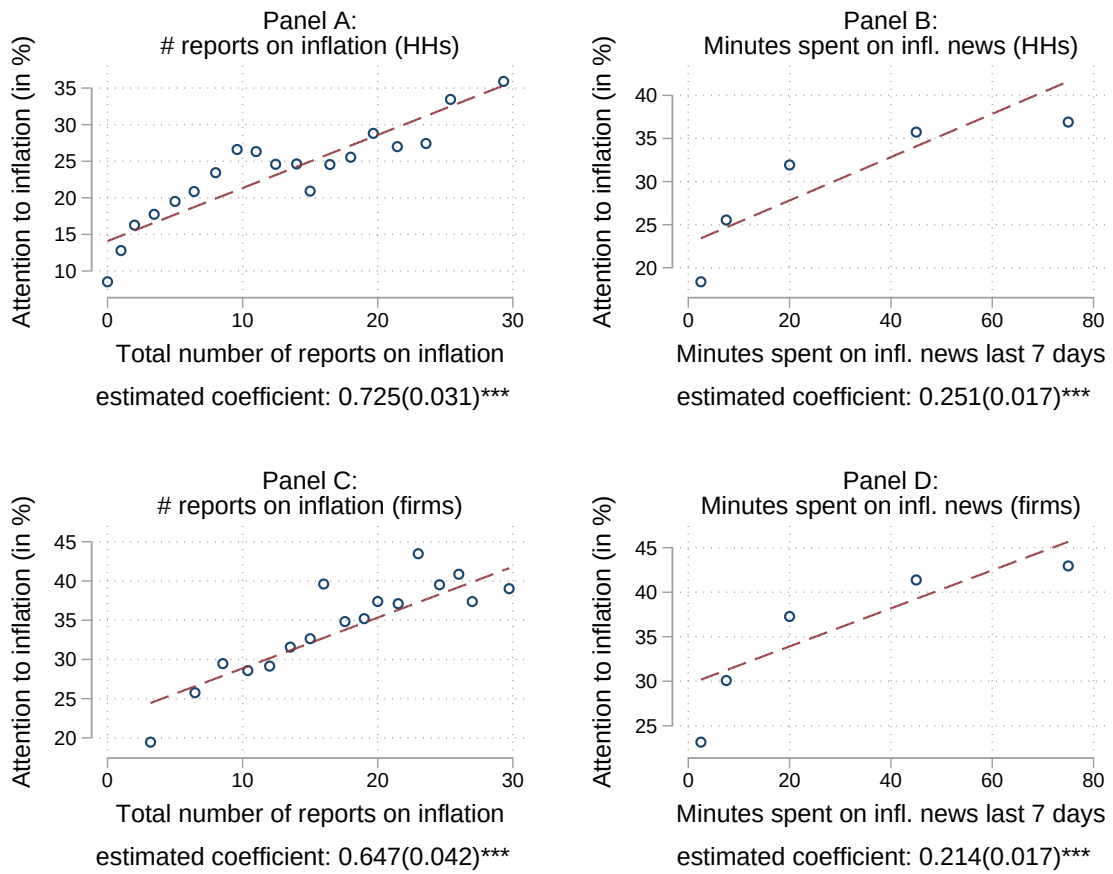 Panel A:
# reports on inflation (HHs)
Attention to inflation (in %)
35
30
25
20
15
10
0
10
20
30
Total number of reports on inflation
estimated coefficient: 0.725(0.031)***
Panel B:
Minutes spent on infl. news (HHs)
Attention to inflation (in %)
40
35
30
25
20
0
20
40
60
80
Minutes spent on infl. news last 7 days
estimated coefficient: 0.251(0.017)***
Panel C:
# reports on inflation (firms)
Attention to inflation (in %)
45
40
35
30
25
20
0
10
20
30
Total number of reports on inflation
estimated coefficient: 0.647(0.042)***
Panel D:
Minutes spent on infl. news (firms)
Attention to inflation (in %)
45
40
35
30
25
0
20
40
60
80
Minutes spent on infl. news last 7 days
estimated coefficient: 0.214(0.017)***